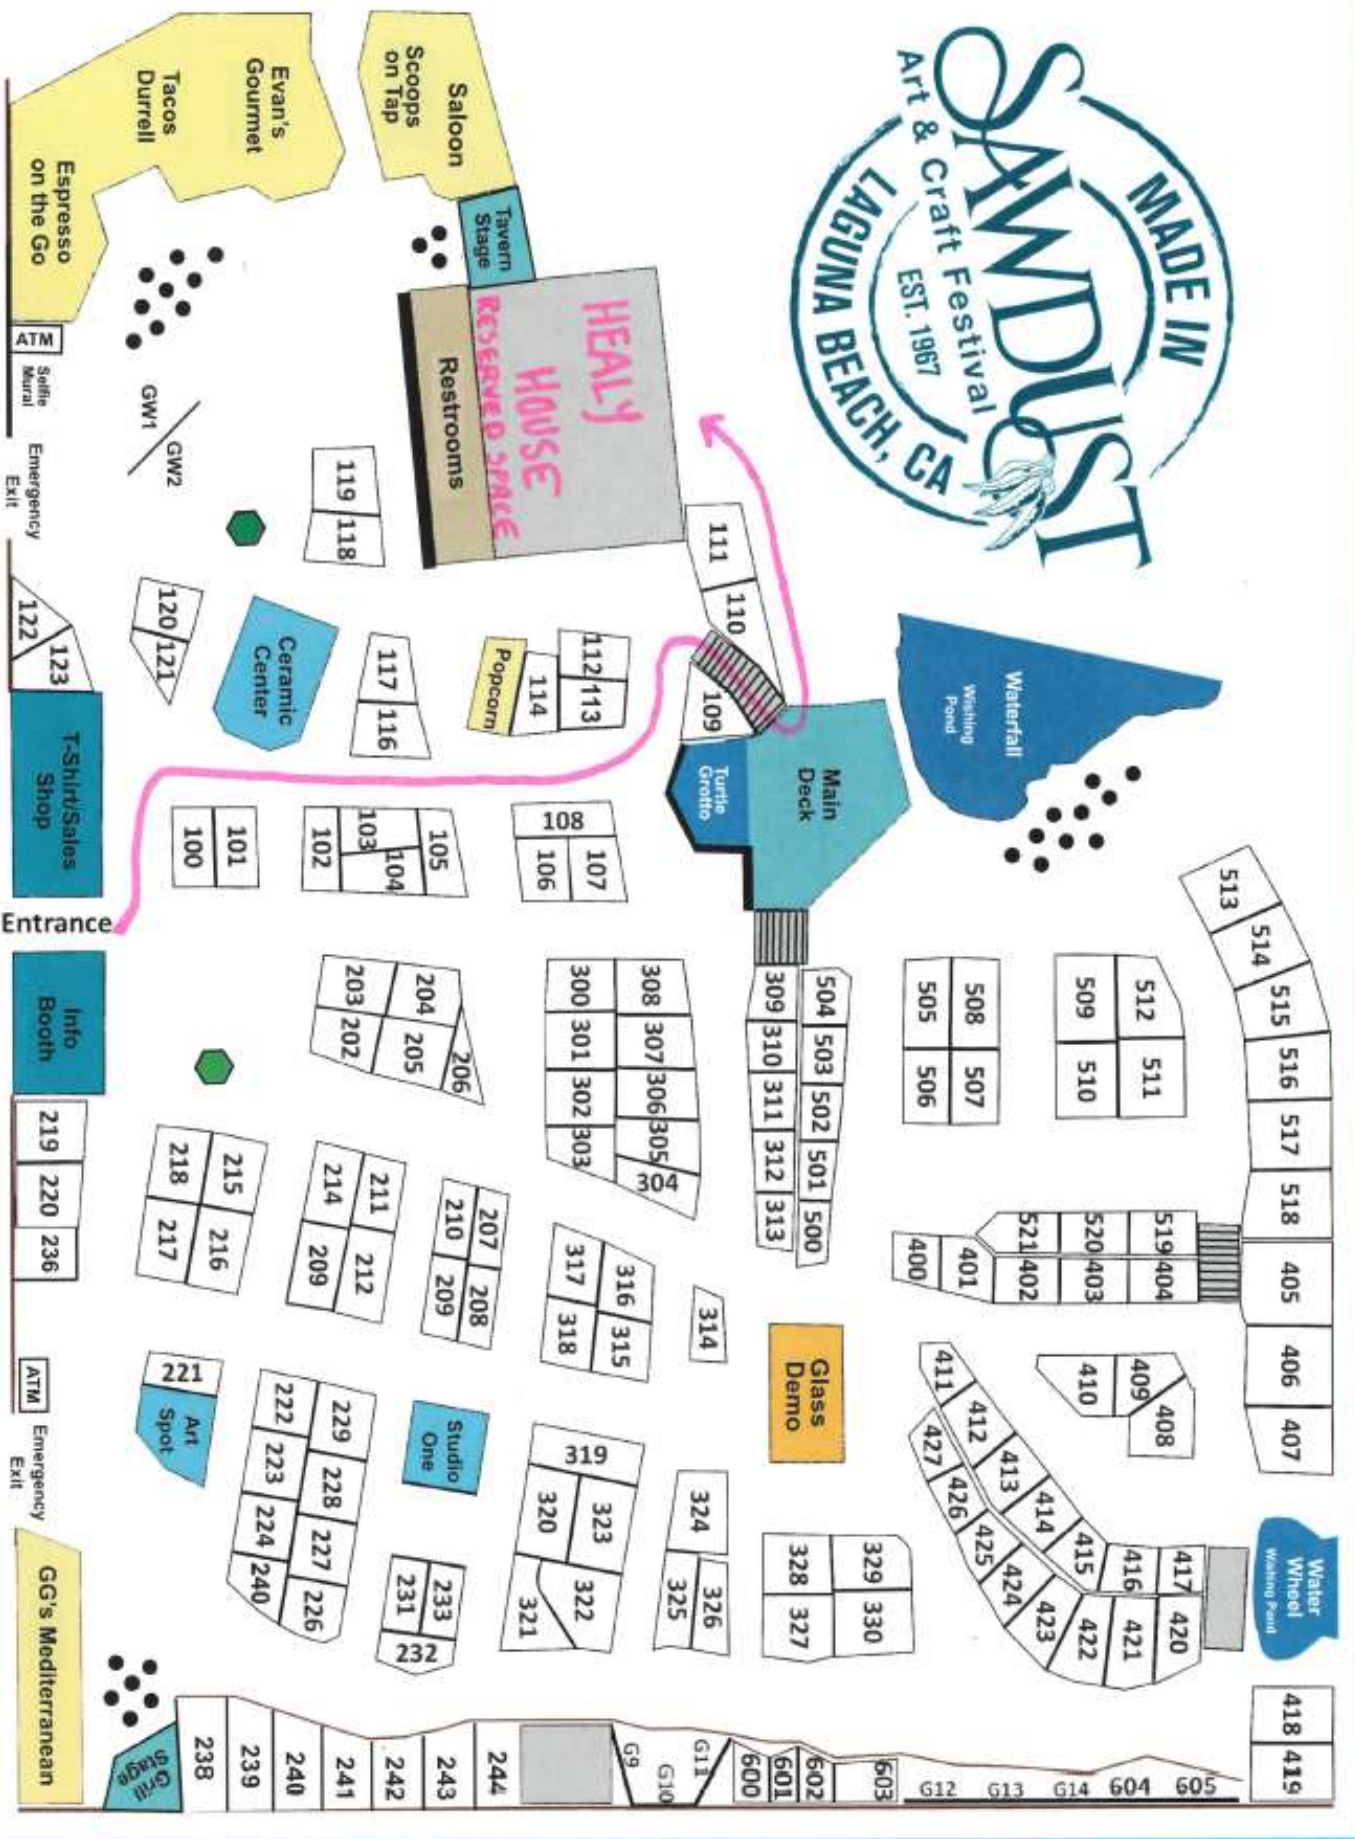 MADE IN
SAWDUST
Art & Craft Festival
EST. 1967
LAGUNA BEACH, CA
Saloon
Scoops
on Tap
Evan's
Gourmet
Tacos
Durrell
Espresso
on the Go
Tavern
Stage
HEALY
HOUSE
RESERVED SPACE
Restrooms
ATM
Selfie
Mural
GW1
GW2
Emergency
Exit
119
118
111
110
109
112
113
114
Popcorn
117
116
Ceramic
Center
120
121
122
123
T-Shirt/Sales
Shop
Waterfall
Wishing
Pond
Main
Deck
Turtle
Grotto
100
101
102
103
104
105
108
106
107
Entrance
Info
Booth
203
204
202
205
206
300
308
301
307
302
306
303
305
304
309
504
310
503
311
502
312
501
313
500
505
508
506
507
509
512
510
511
513
514
515
516
517
518
405
406
407
521
520
519
400
401
402
403
404
219
220
236
218
215
217
216
214
211
209
212
210
207
209
208
317
316
318
315
314
Glass
Demo
411
412
413
414
415
416
417
427
426
425
424
423
422
421
420
410
409
408
Water
Wheel
Wishing Pond
ATM
Emergency
Exit
221
Art
Spot
222
229
223
228
224
227
240
226
Studio
One
231
233
232
319
320
323
321
322
324
325
326
328
329
327
330
418
419
GG's Mediterranean
Grill
Stage
238
239
240
241
242
243
244
G9
G10
G11
600
601
602
603
G12
G13
G14
604
605